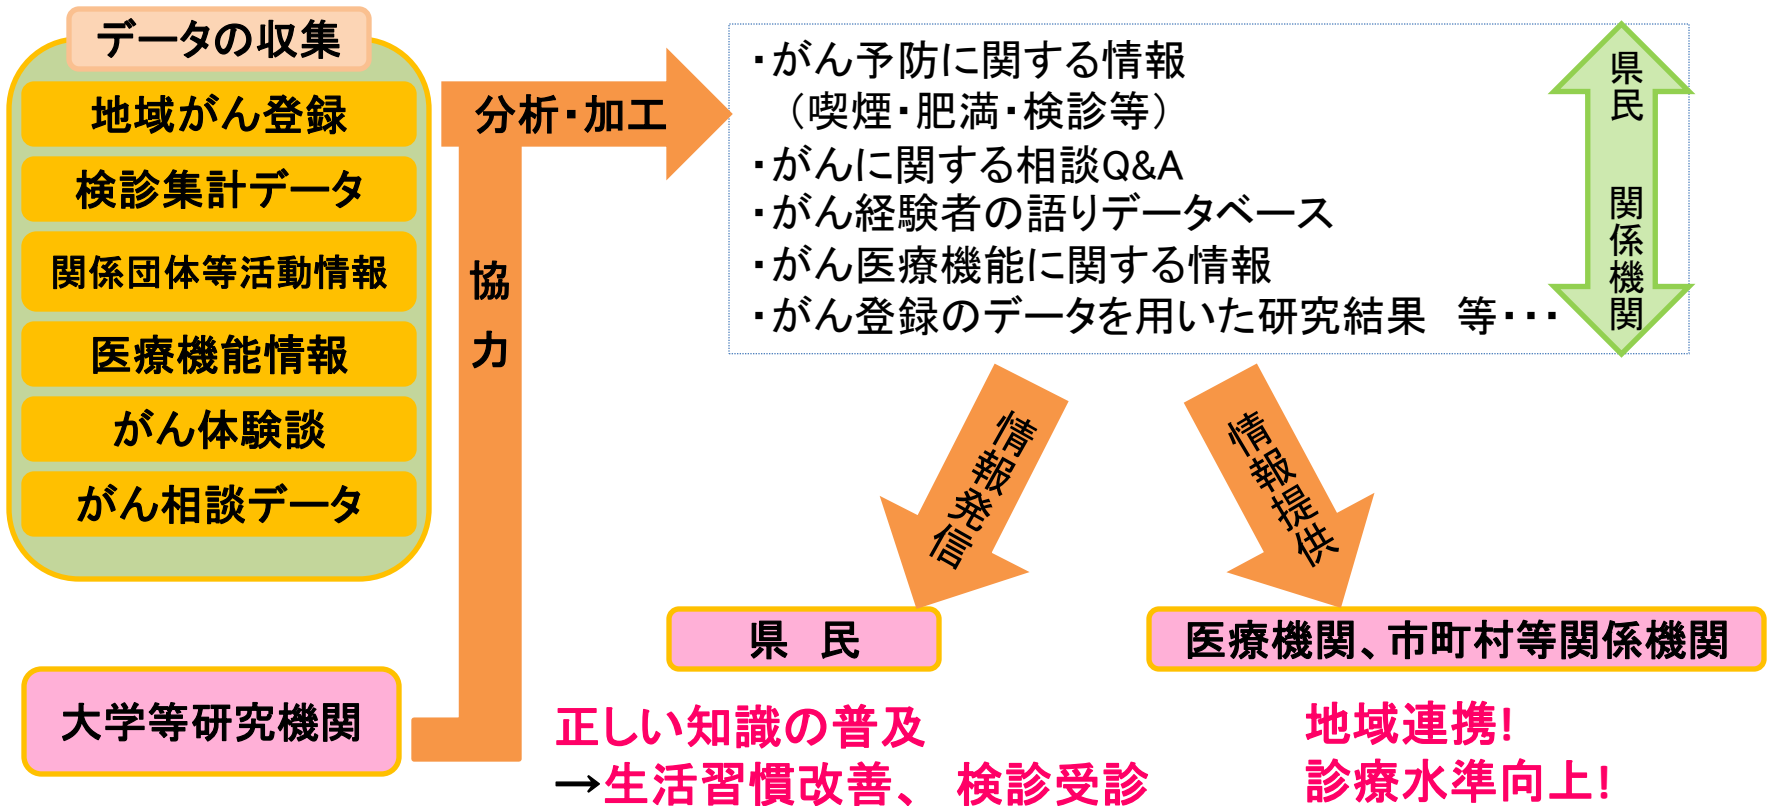 データの収集
地域がん登録
検診集計データ
関係団体等活動情報
医療機能情報
がん体験談
がん相談データ
大学等研究機関
分析・加工
協力
・がん予防に関する情報
（喫煙・肥満・検診等）
・がんに関する相談Q&A
・がん経験者の語りデータベース
・がん医療機能に関する情報
・がん登録のデータを用いた研究結果　等・・・
県民　関係機関
情報発信
情報提供
県　民
医療機関、市町村等関係機関
正しい知識の普及
→生活習慣改善、 検診受診
地域連携!
診療水準向上!